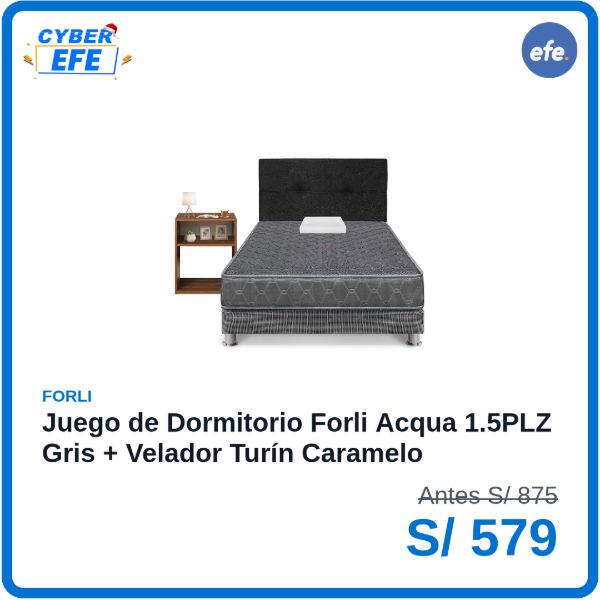 CYBER
EFE
efe.
FORLI
Juego de Dormitorio Forli Acqua 1.5PLZ
Gris + Velador Turín Caramelo
Antes S/ 875
S/ 579